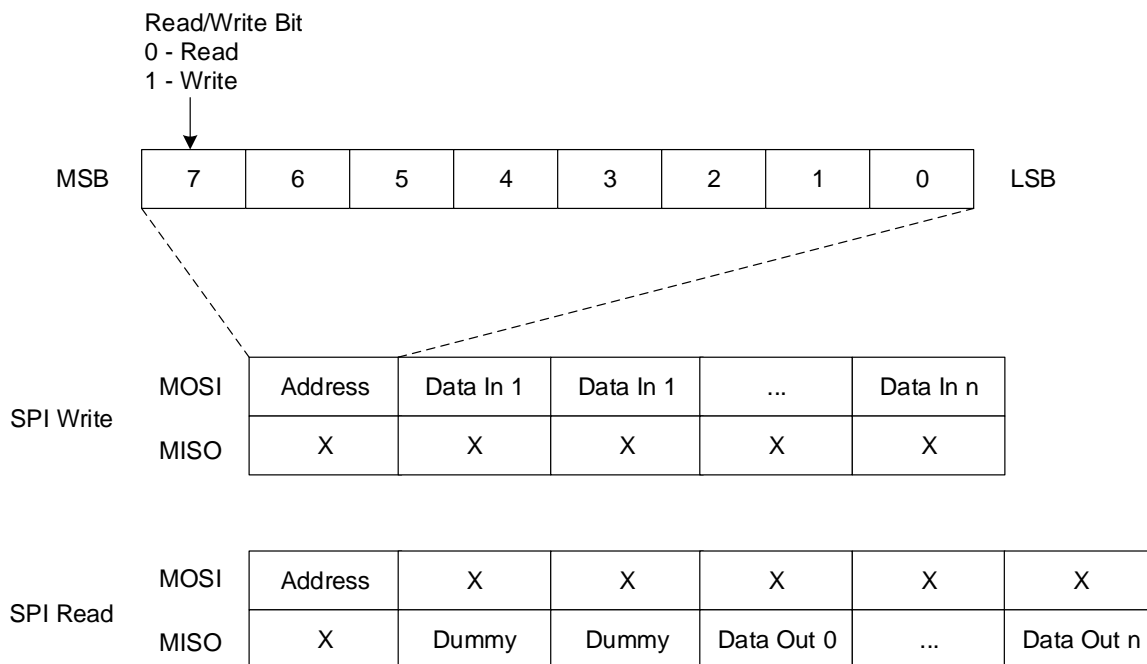 Read/Write Bit
0 - Read
1 - Write
MSB 7 6 5 4 3 2 1 0 LSB
SPI Write
MOSI Address Data In 1 Data In 1 ... Data In n
MISO X X X X X
SPI Read
MOSI Address X X X X X
MISO X Dummy Dummy Data Out 0 ... Data Out n